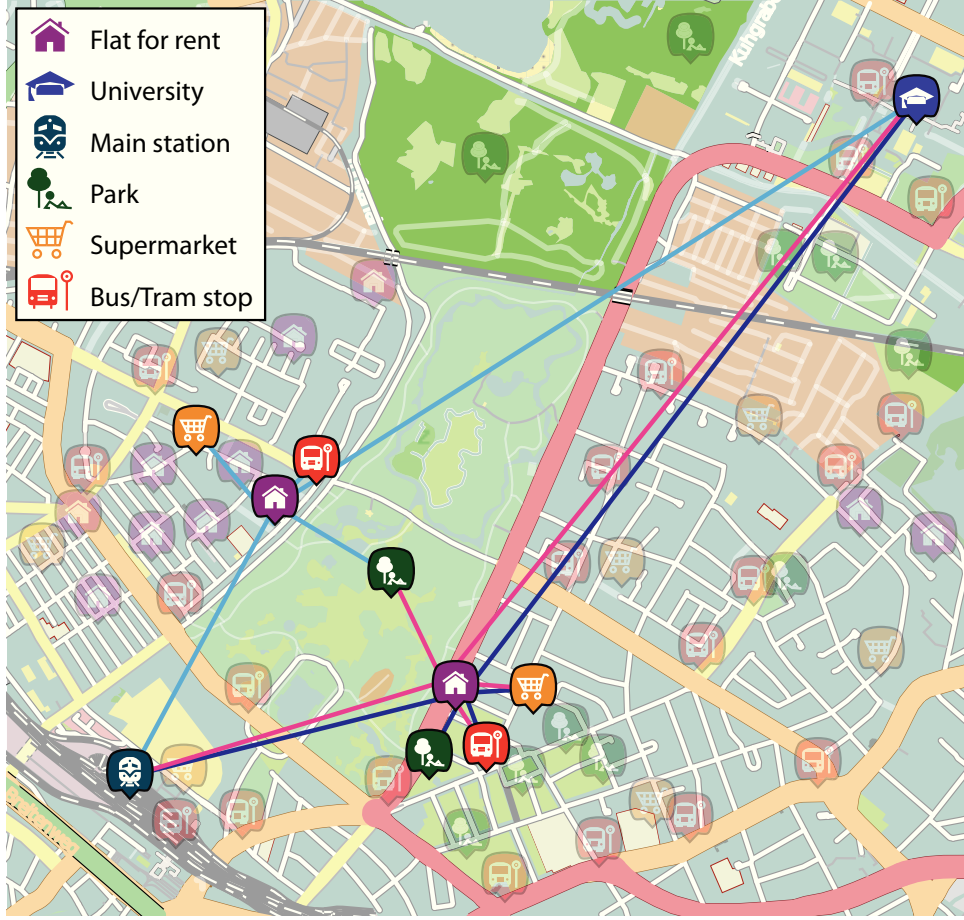 Flat for rent
University
Main station
Park
Supermarket
Bus/Tram stop